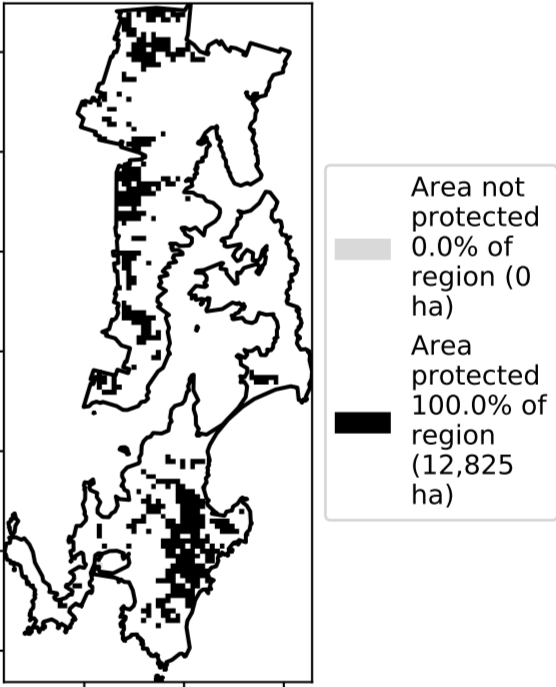 Area not
protected
0.0% of
region (0
ha)
Area
protected
100.0% of
region
(12,825
ha)